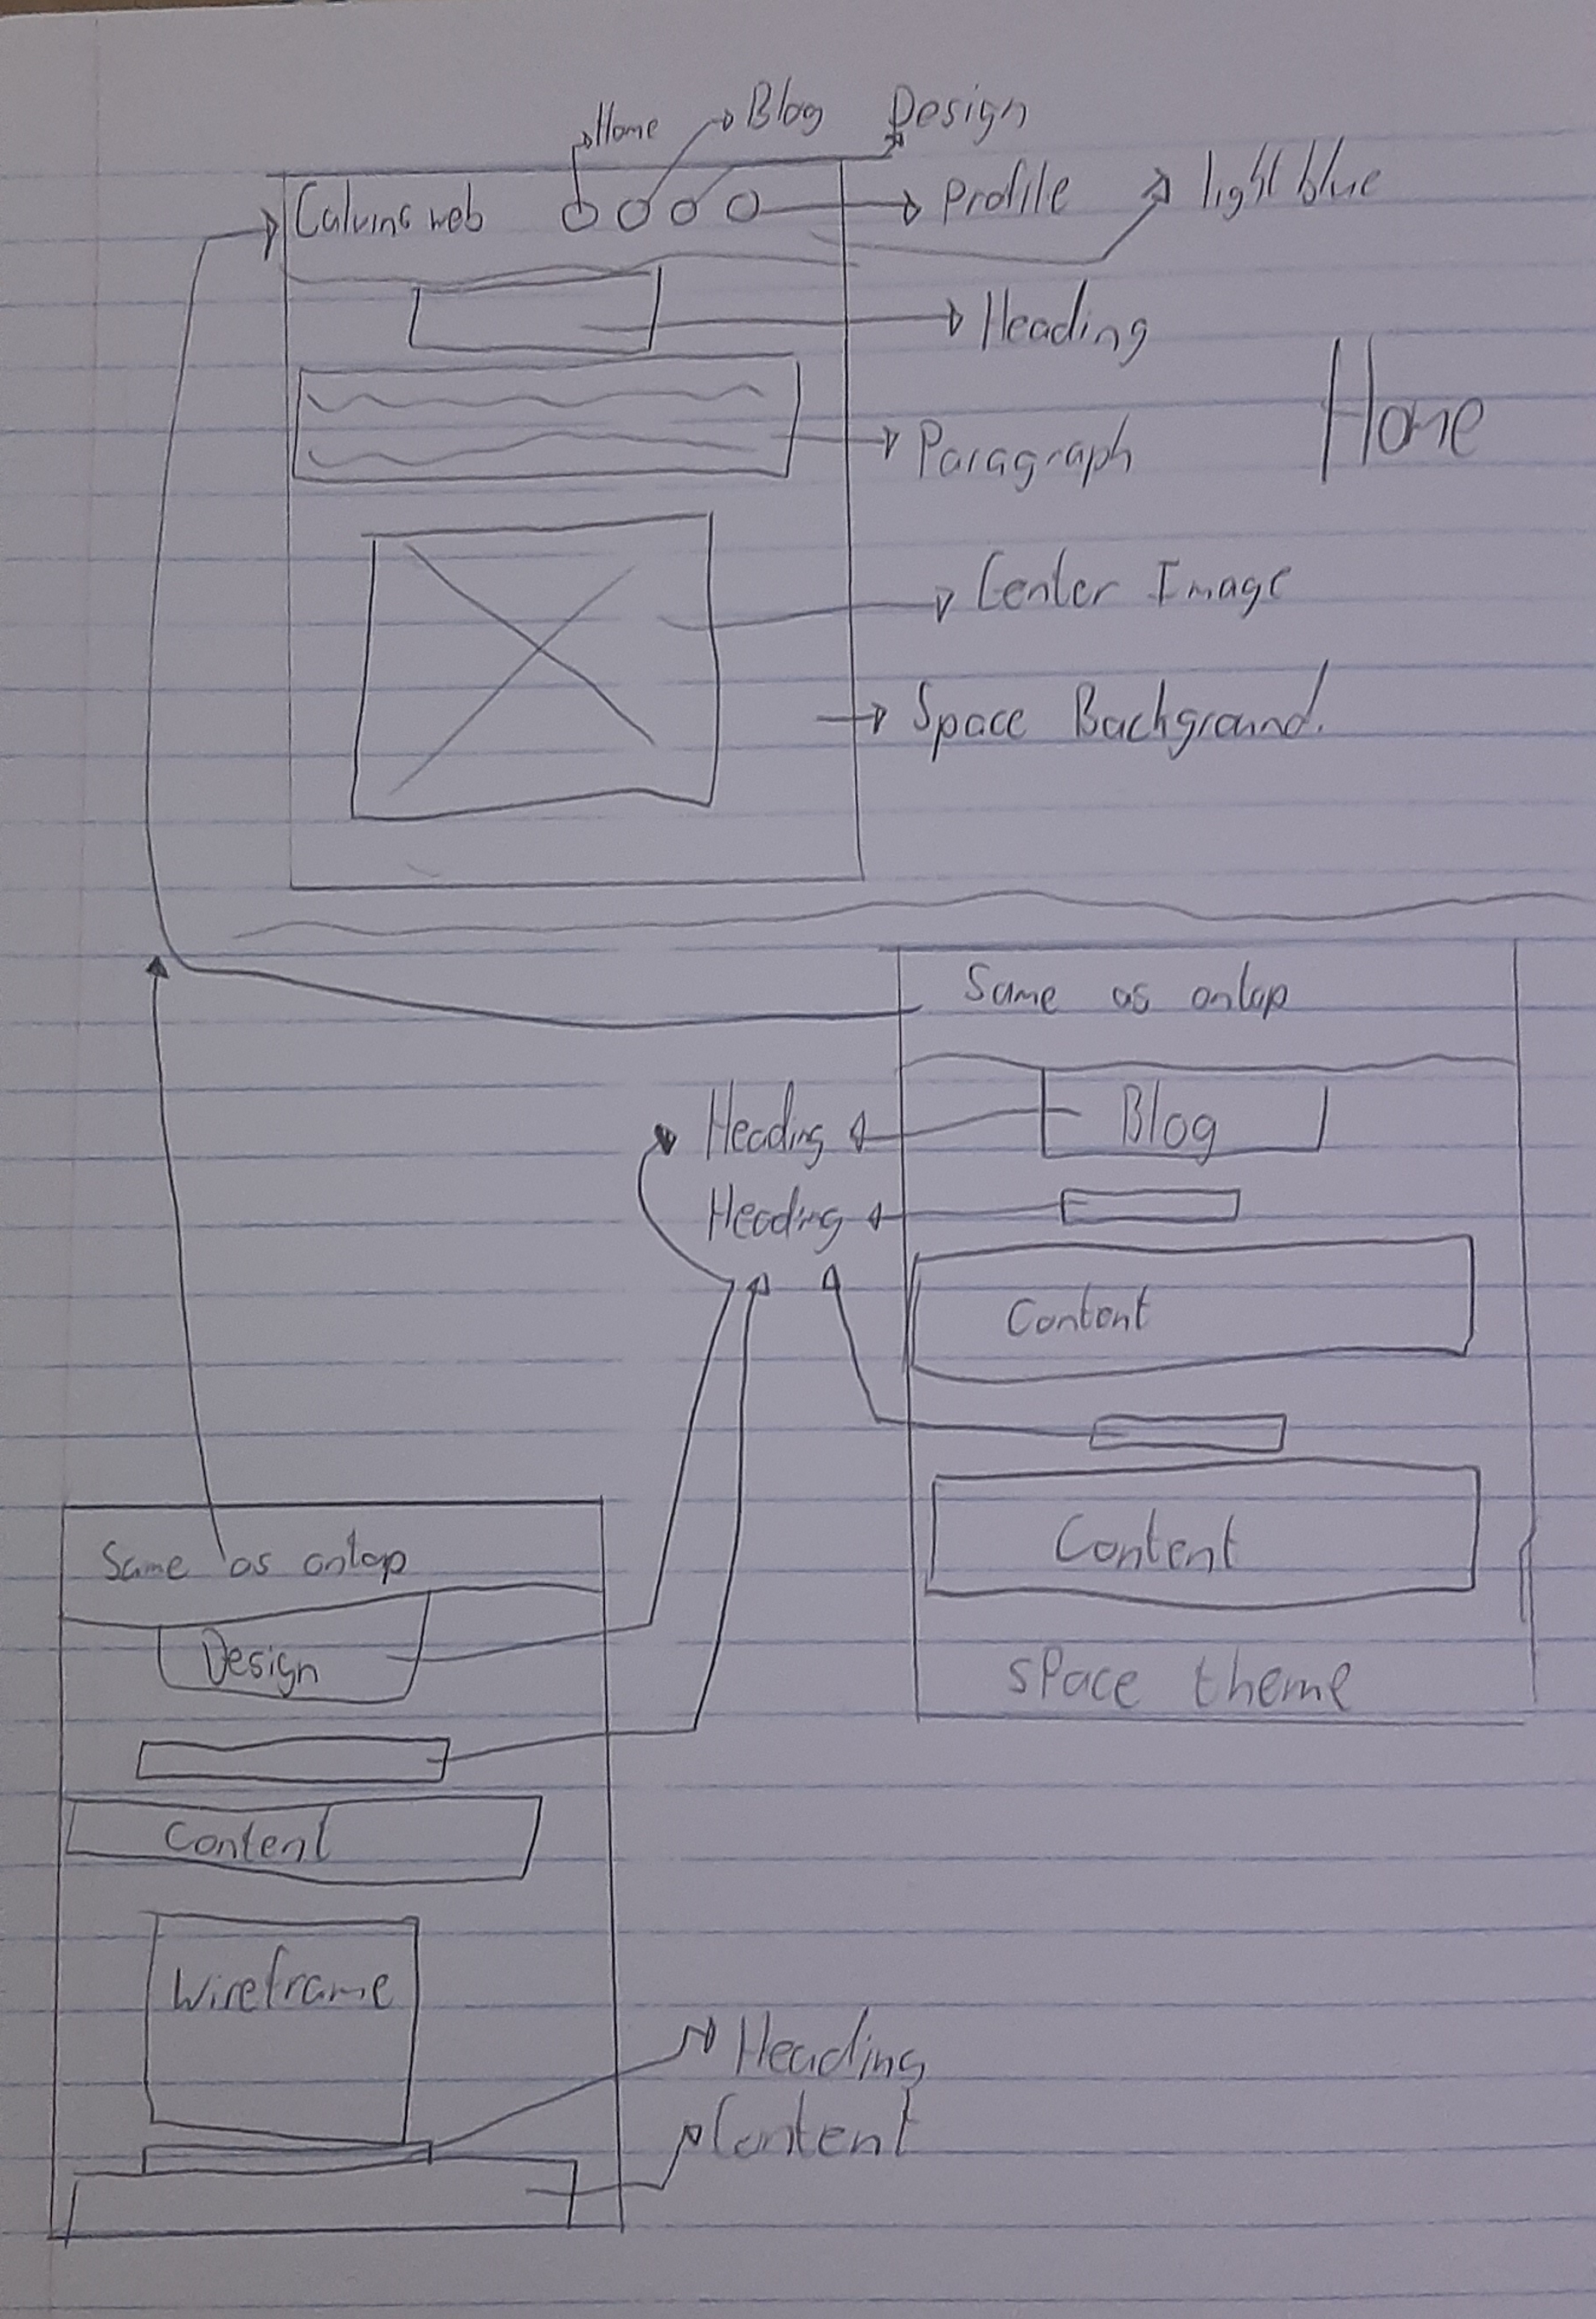 Home
Blog
Design
Calvins web
Profile
light blue
Heading
Home
Paragraph
Center Image
Space Background.
Same as ontop
Heading
Blog
Heading
Content
Content
Space theme
Same as ontop
Design
Content
Wireframe
Heading
Content